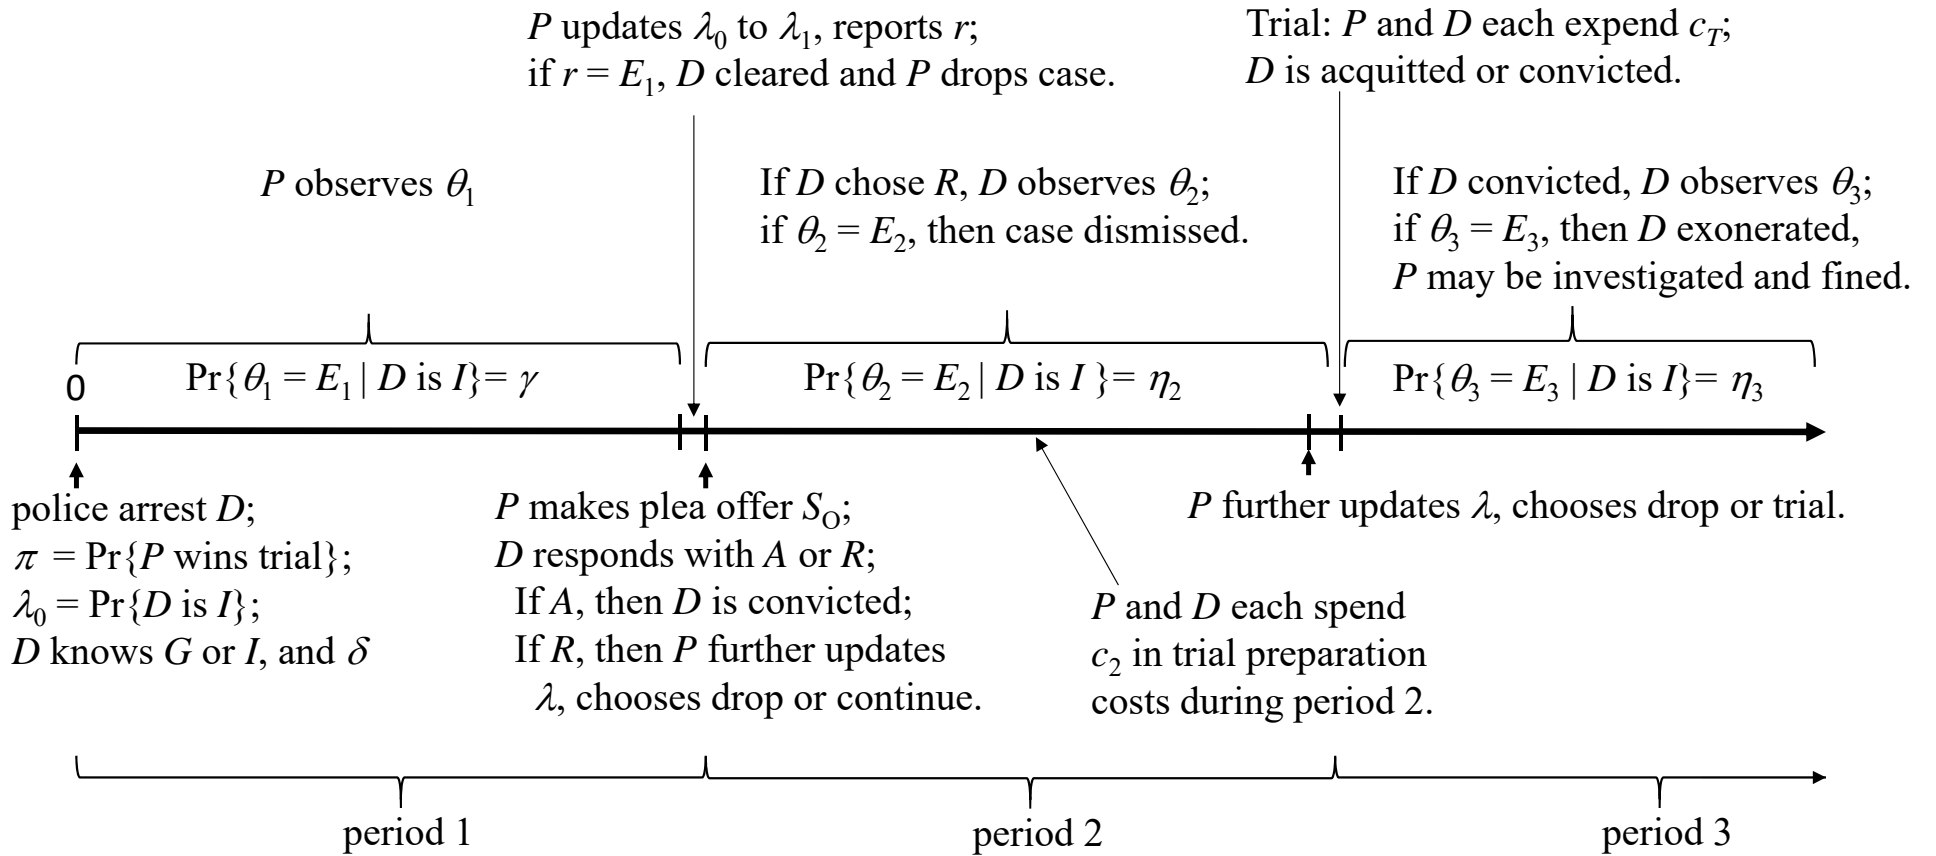 P updates λ₀ to λ₁, reports r;
if r = E₁, D cleared and P drops case.
Trial: P and D each expend c_T;
D is acquitted or convicted.
P observes θ₁
If D chose R, D observes θ₂;
if θ₂ = E₂, then case dismissed.
If D convicted, D observes θ₃;
if θ₃ = E₃, then D exonerated,
P may be investigated and fined.
0
Pr{θ₁ = E₁ | D is I}= γ
Pr{θ₂ = E₂ | D is I }= η₂
Pr{θ₃ = E₃ | D is I}= η₃
police arrest D;
π = Pr{P wins trial};
λ₀ = Pr{D is I};
D knows G or I, and δ
P makes plea offer S_O;
D responds with A or R;
If A, then D is convicted;
If R, then P further updates
λ, chooses drop or continue.
P and D each spend
c₂ in trial preparation
costs during period 2.
P further updates λ, chooses drop or trial.
period 1
period 2
period 3